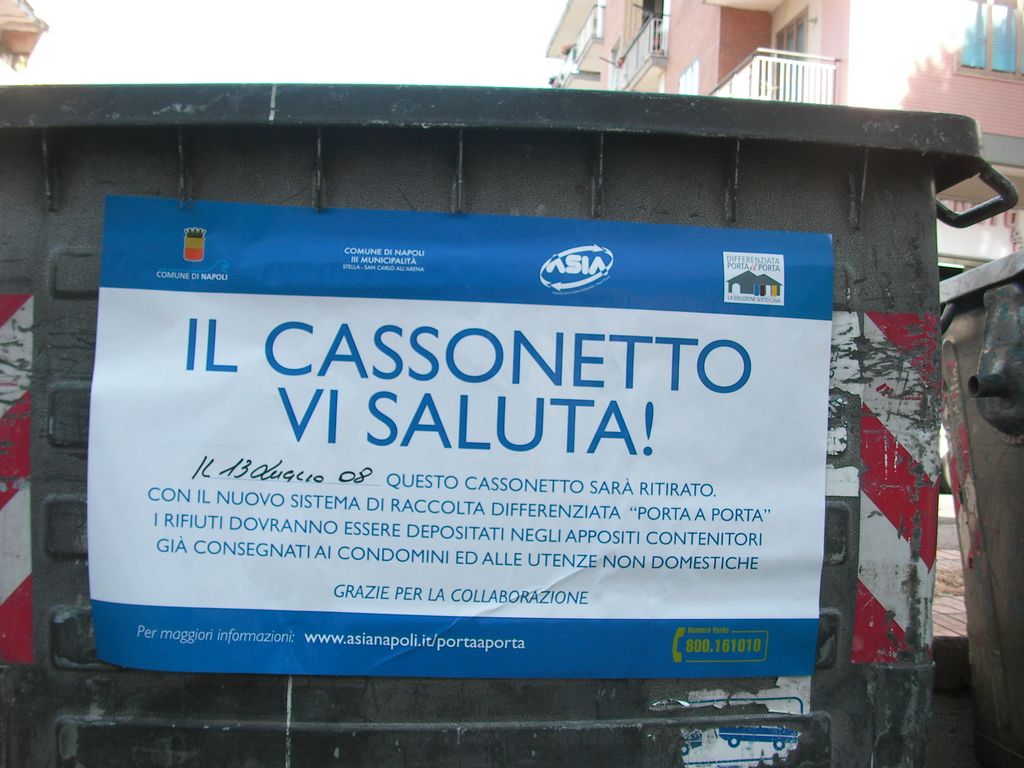 COMUNE DI NAPOLI
COMUNE DI NAPOLI
III MUNICIPALITÀ
STELLA - SAN CARLO ALL'ARENA
ASIA
DIFFERENZIATA
PORTA a PORTA
LA SOLUZIONE SOTTO CASA
IL CASSONETTO
VI SALUTA!
IL 13 Luglio 08 QUESTO CASSONETTO SARÀ RITIRATO.
CON IL NUOVO SISTEMA DI RACCOLTA DIFFERENZIATA "PORTA A PORTA"
I RIFIUTI DOVRANNO ESSERE DEPOSITATI NEGLI APPOSITI CONTENITORI
GIÀ CONSEGNATI AI CONDOMINI ED ALLE UTENZE NON DOMESTICHE
GRAZIE PER LA COLLABORAZIONE
Per maggiori informazioni: www.asianapoli.it/portaaporta
Numero Verde
800.161010